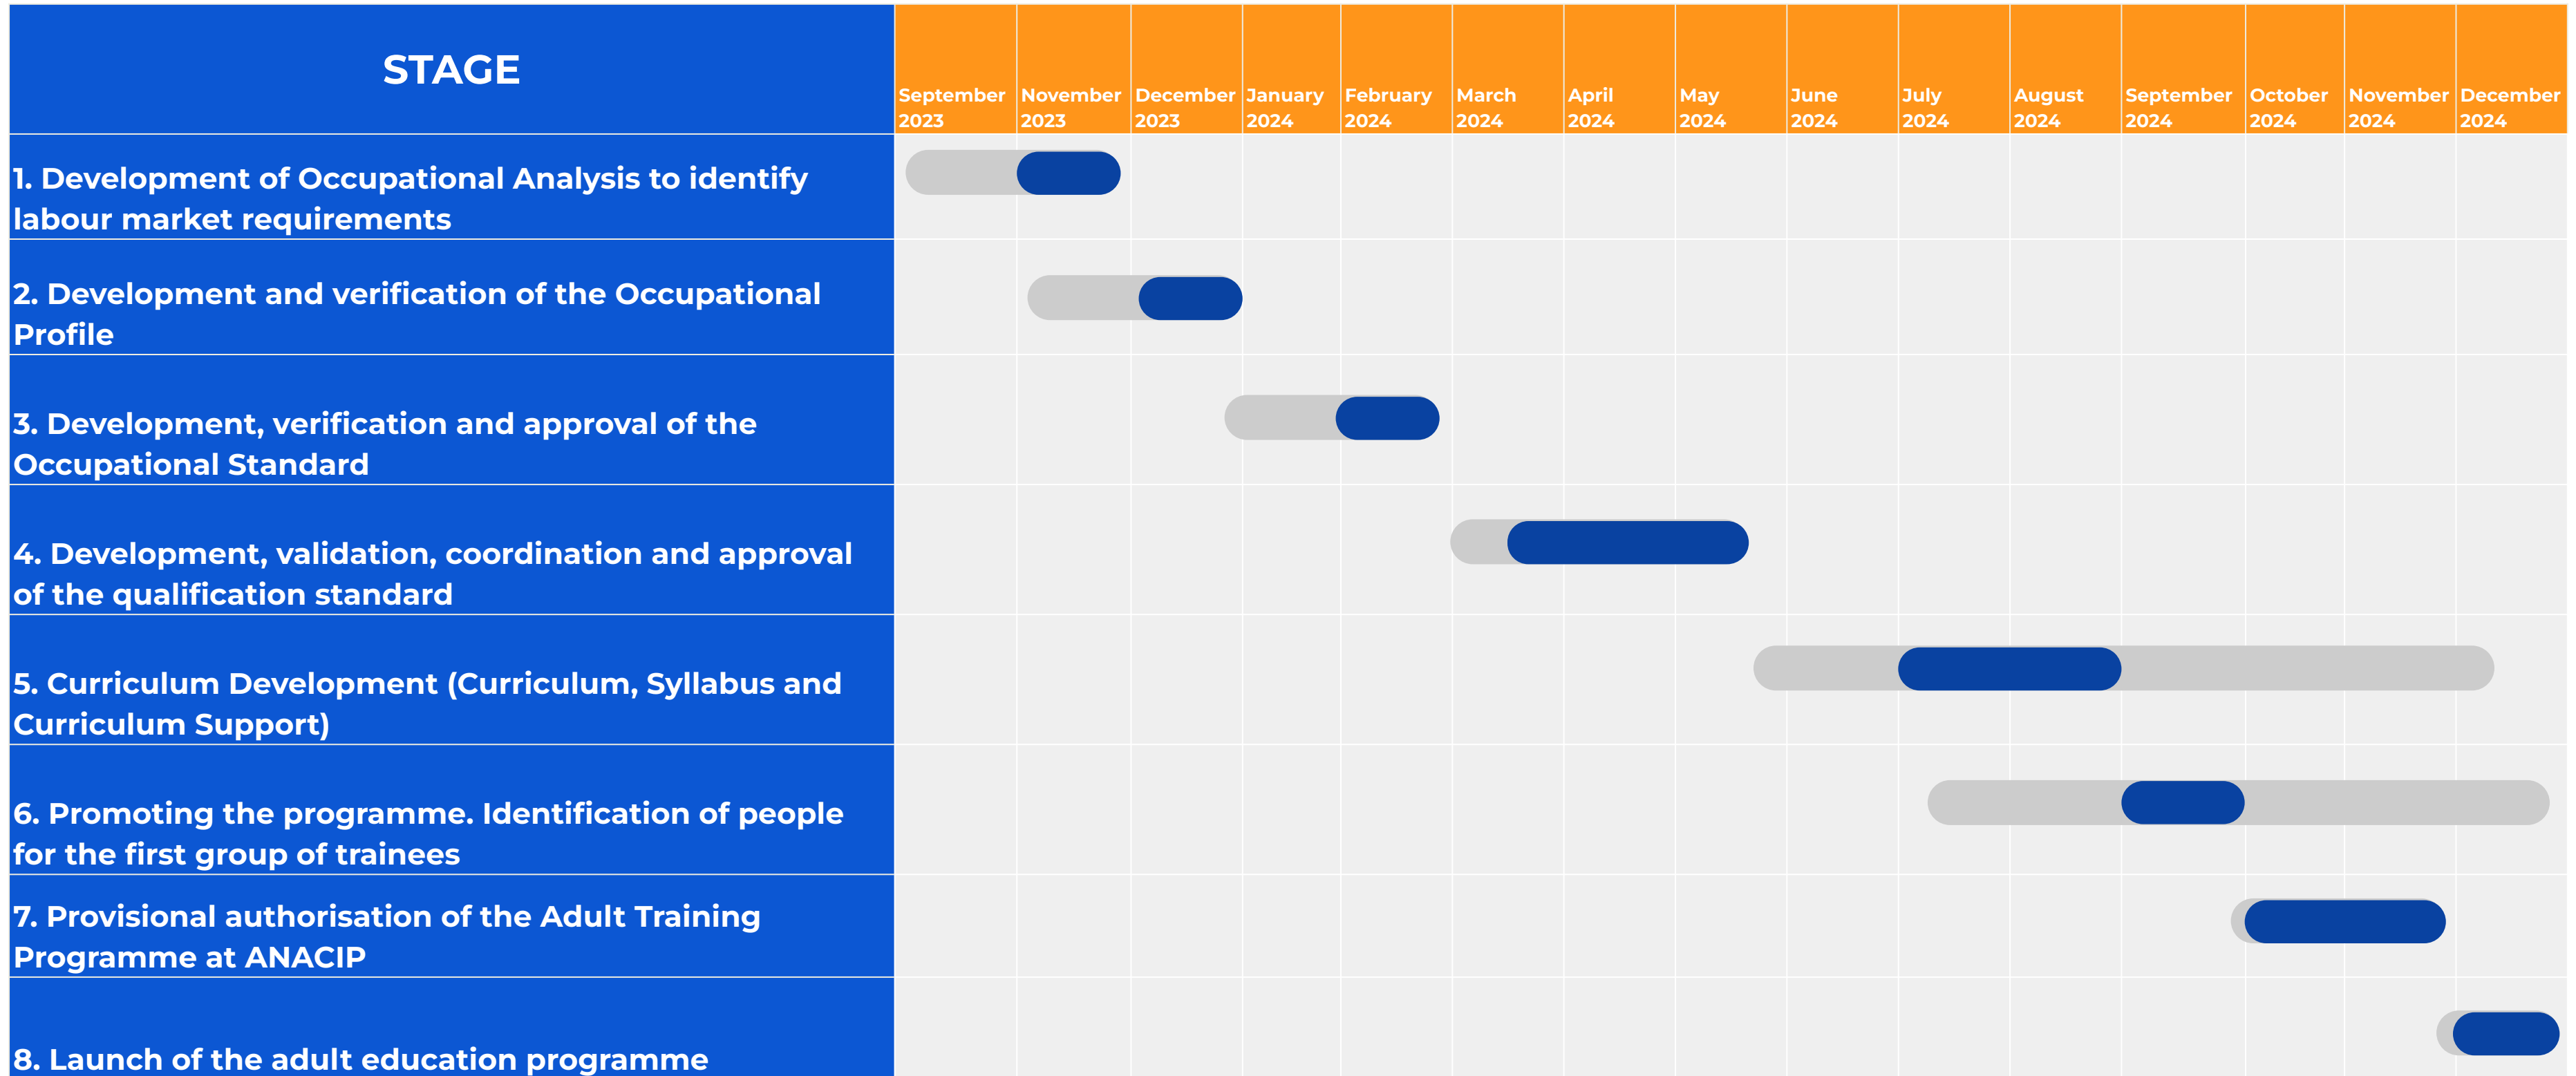 STAGE
September November December January February March April May June July August September October November December
2023 2023 2023 2024 2024 2024 2024 2024 2024 2024 2024 2024 2024 2024 2024
1. Development of Occupational Analysis to identify
labour market requirements
2. Development and verification of the Occupational
Profile
3. Development, verification and approval of the
Occupational Standard
4. Development, validation, coordination and approval
of the qualification standard
5. Curriculum Development (Curriculum, Syllabus and
Curriculum Support)
6. Promoting the programme. Identification of people
for the first group of trainees
7. Provisional authorisation of the Adult Training
Programme at ANACIP
8. Launch of the adult education programme